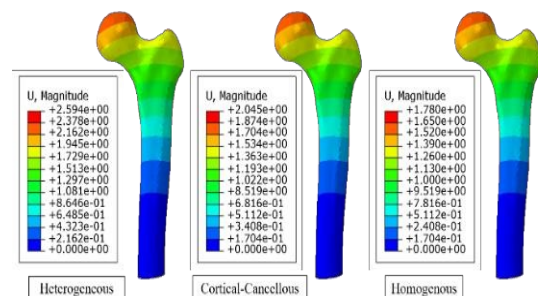 U, Magnitude
+2.594e+00
+2.378e+00
+2.162e+00
+1.945e+00
+1.729e+00
+1.513e+00
+1.297e+00
+1.081e+00
+8.646e-01
+6.485e-01
+4.323e-01
+2.162e-01
+0.000e+00
Heterogeneous
U, Magnitude
+2.045e+00
+1.874e+00
+1.704e+00
+1.534e+00
+1.363e+00
+1.193e+00
+1.022e+00
+8.519e-01
+6.816e-01
+5.112e-01
+3.408e-01
+1.704e-01
+0.000e+00
Cortical-Cancellous
U, Magnitude
+1.780e+00
+1.650e+00
+1.520e+00
+1.390e+00
+1.260e+00
+1.130e+00
+1.000e+00
+9.519e-01
+7.816e-01
+5.112e-01
+2.408e-01
+1.704e-01
+0.000e+00
Homogenous